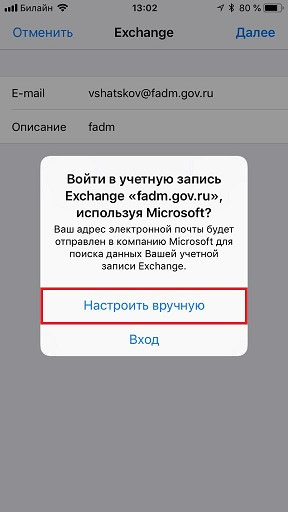 Билайн 13:02 80 %
Отменить Exchange Далее
E-mail vshatskov@fadm.gov.ru
Описание fadm
Войти в учетную запись
Exchange «fadm.gov.ru»,
используя Microsoft?
Ваш адрес электронной почты будет
отправлен в компанию Microsoft для
поиска данных Вашей учетной
записи Exchange.
Настроить вручную
Вход